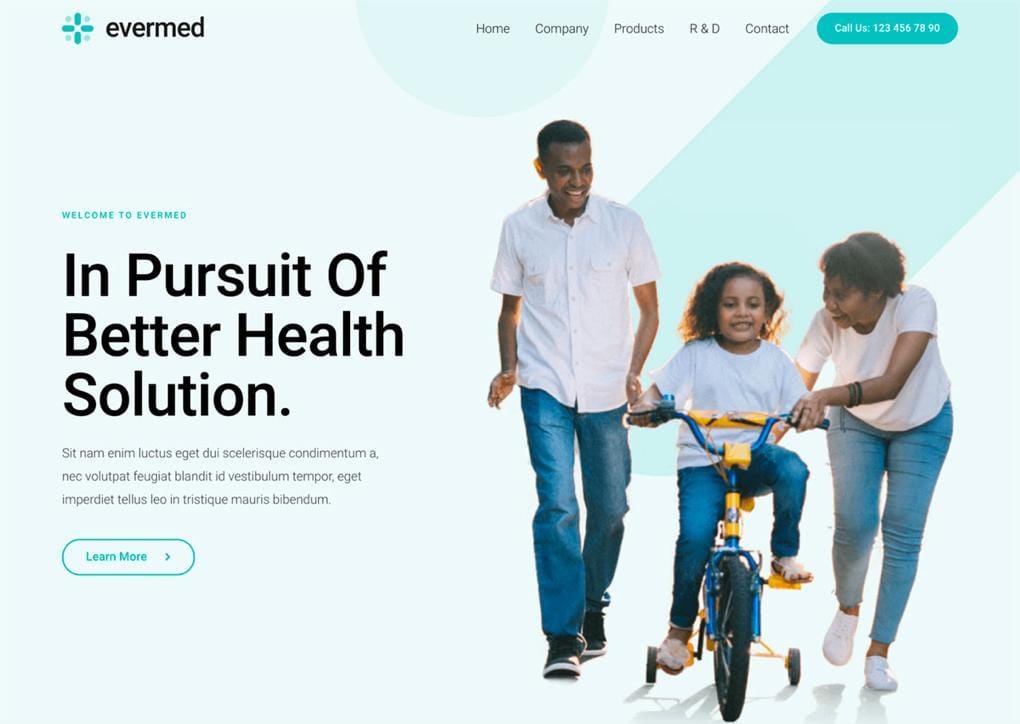 evermed
Home Company Products R & D Contact Call Us: 123 456 78 90
WELCOME TO EVERMED
In Pursuit Of
Better Health
Solution.
Sit nam enim luctus eget dui scelerisque condimentum a,
nec volutpat feugiat blandit id vestibulum tempor, eget
imperdiet tellus leo in tristique mauris bibendum.
Learn More